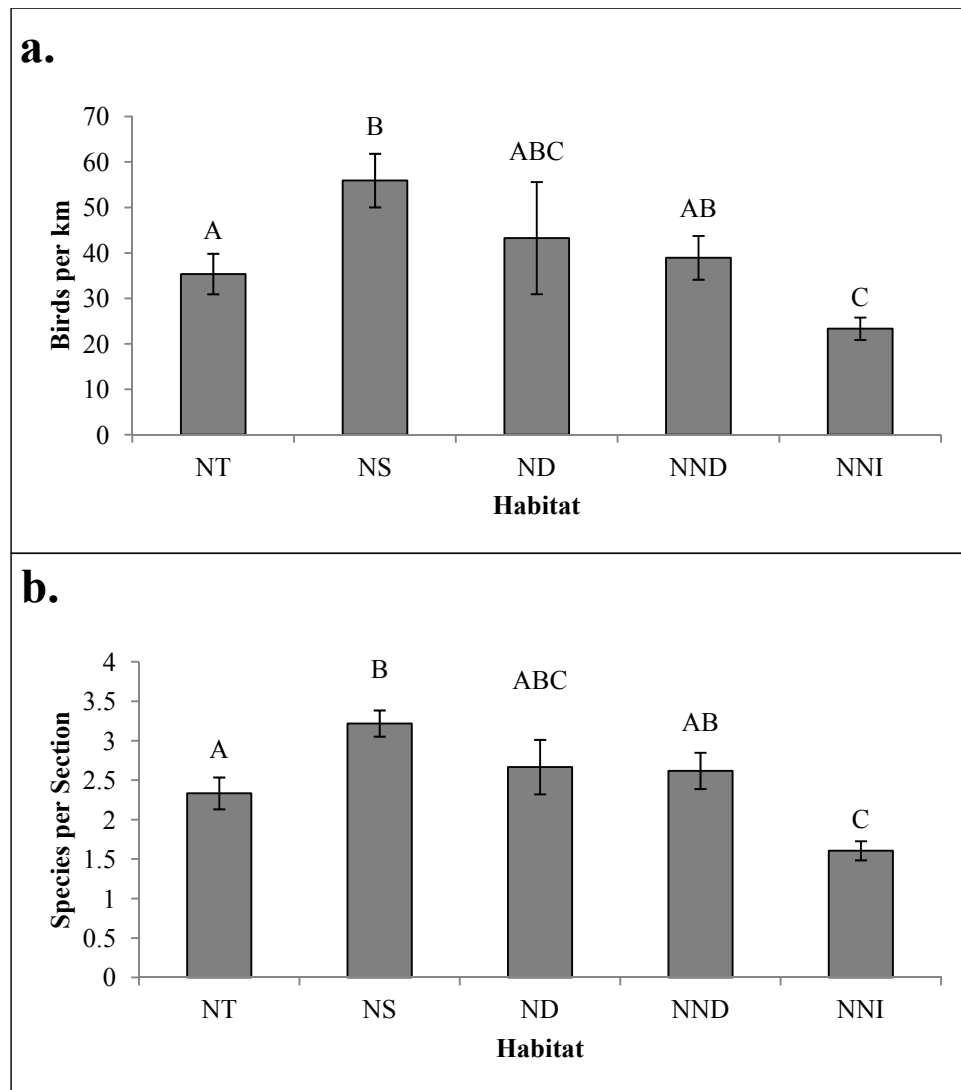 a.
70
60
50
40
30
20
10
0
Birds per km
A
B
ABC
AB
C
NT NS ND NND NNI
Habitat
b.
4
3.5
3
2.5
2
1.5
1
0.5
0
Species per Section
A
B
ABC
AB
C
NT NS ND NND NNI
Habitat